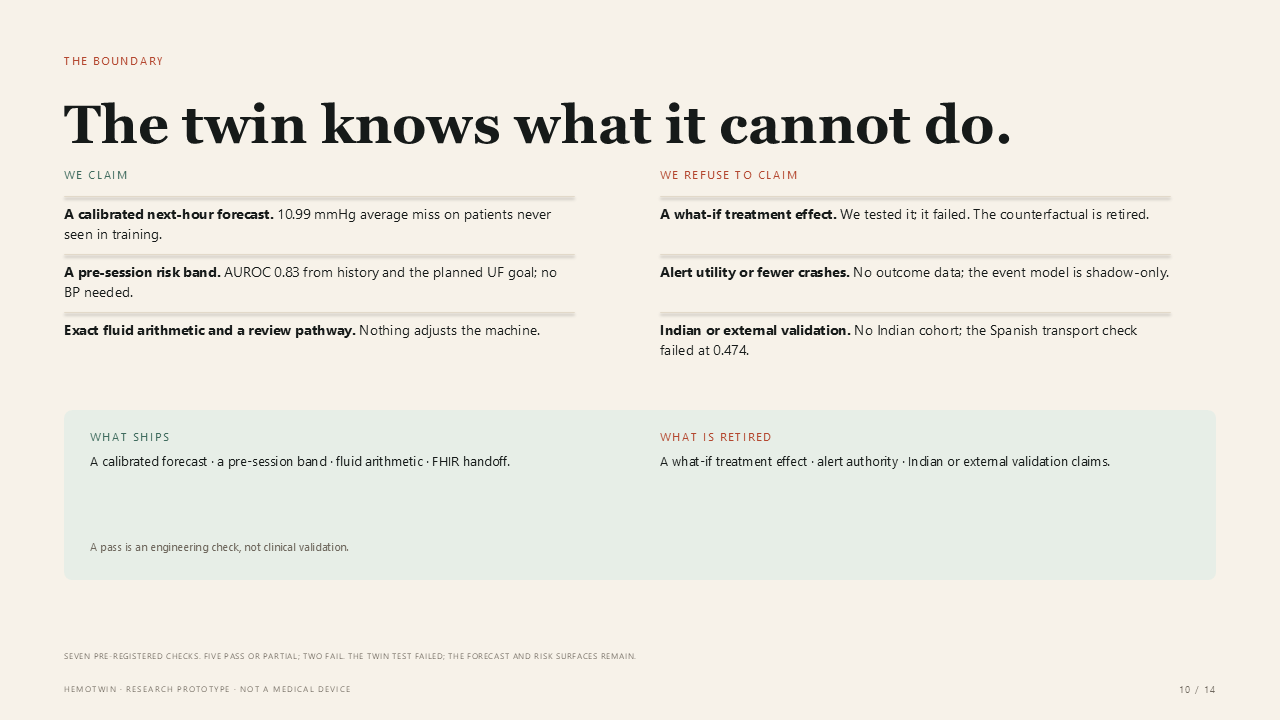 THE BOUNDARY
The twin knows what it cannot do.
WE CLAIM
A calibrated next-hour forecast. 10.99 mmHg average miss on patients never
seen in training.
A pre-session risk band. AUROC 0.83 from history and the planned UF goal; no
BP needed.
Exact fluid arithmetic and a review pathway. Nothing adjusts the machine.
WE REFUSE TO CLAIM
A what-if treatment effect. We tested it; it failed. The counterfactual is retired.
Alert utility or fewer crashes. No outcome data; the event model is shadow-only.
Indian or external validation. No Indian cohort; the Spanish transport check
failed at 0.474.
WHAT SHIPS
A calibrated forecast · a pre-session band · fluid arithmetic · FHIR handoff.
WHAT IS RETIRED
A what-if treatment effect · alert authority · Indian or external validation claims.
A pass is an engineering check, not clinical validation.
SEVEN PRE-REGISTERED CHECKS. FIVE PASS OR PARTIAL; TWO FAIL. THE TWIN TEST FAILED; THE FORECAST AND RISK SURFACES REMAIN.
HEMOTWIN · RESEARCH PROTOTYPE · NOT A MEDICAL DEVICE
10 / 14